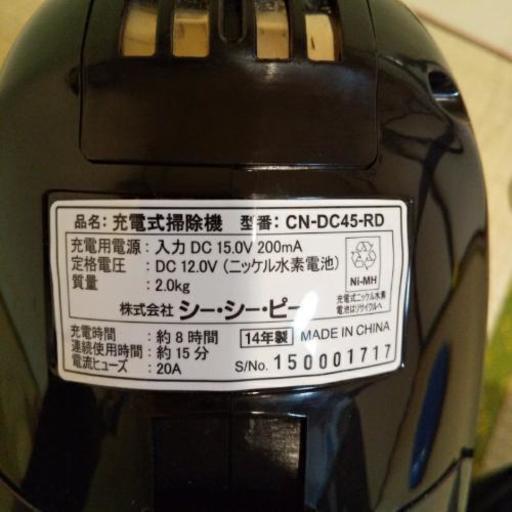 品名：充電式掃除機 型番：CN-DC45-RD
充電用電源：入力 DC 15.0V 200mA
定格電圧：DC 12.0V（ニッケル水素電池）
質量：2.0kg
Ni-MH
充電式ニッケル水素
電池はリサイクルへ
株式会社 シー・シー・ピー
充電時間：約8時間
連続使用時間：約15分
電流ヒューズ：20A
14年製 MADE IN CHINA
S/No. 150001717